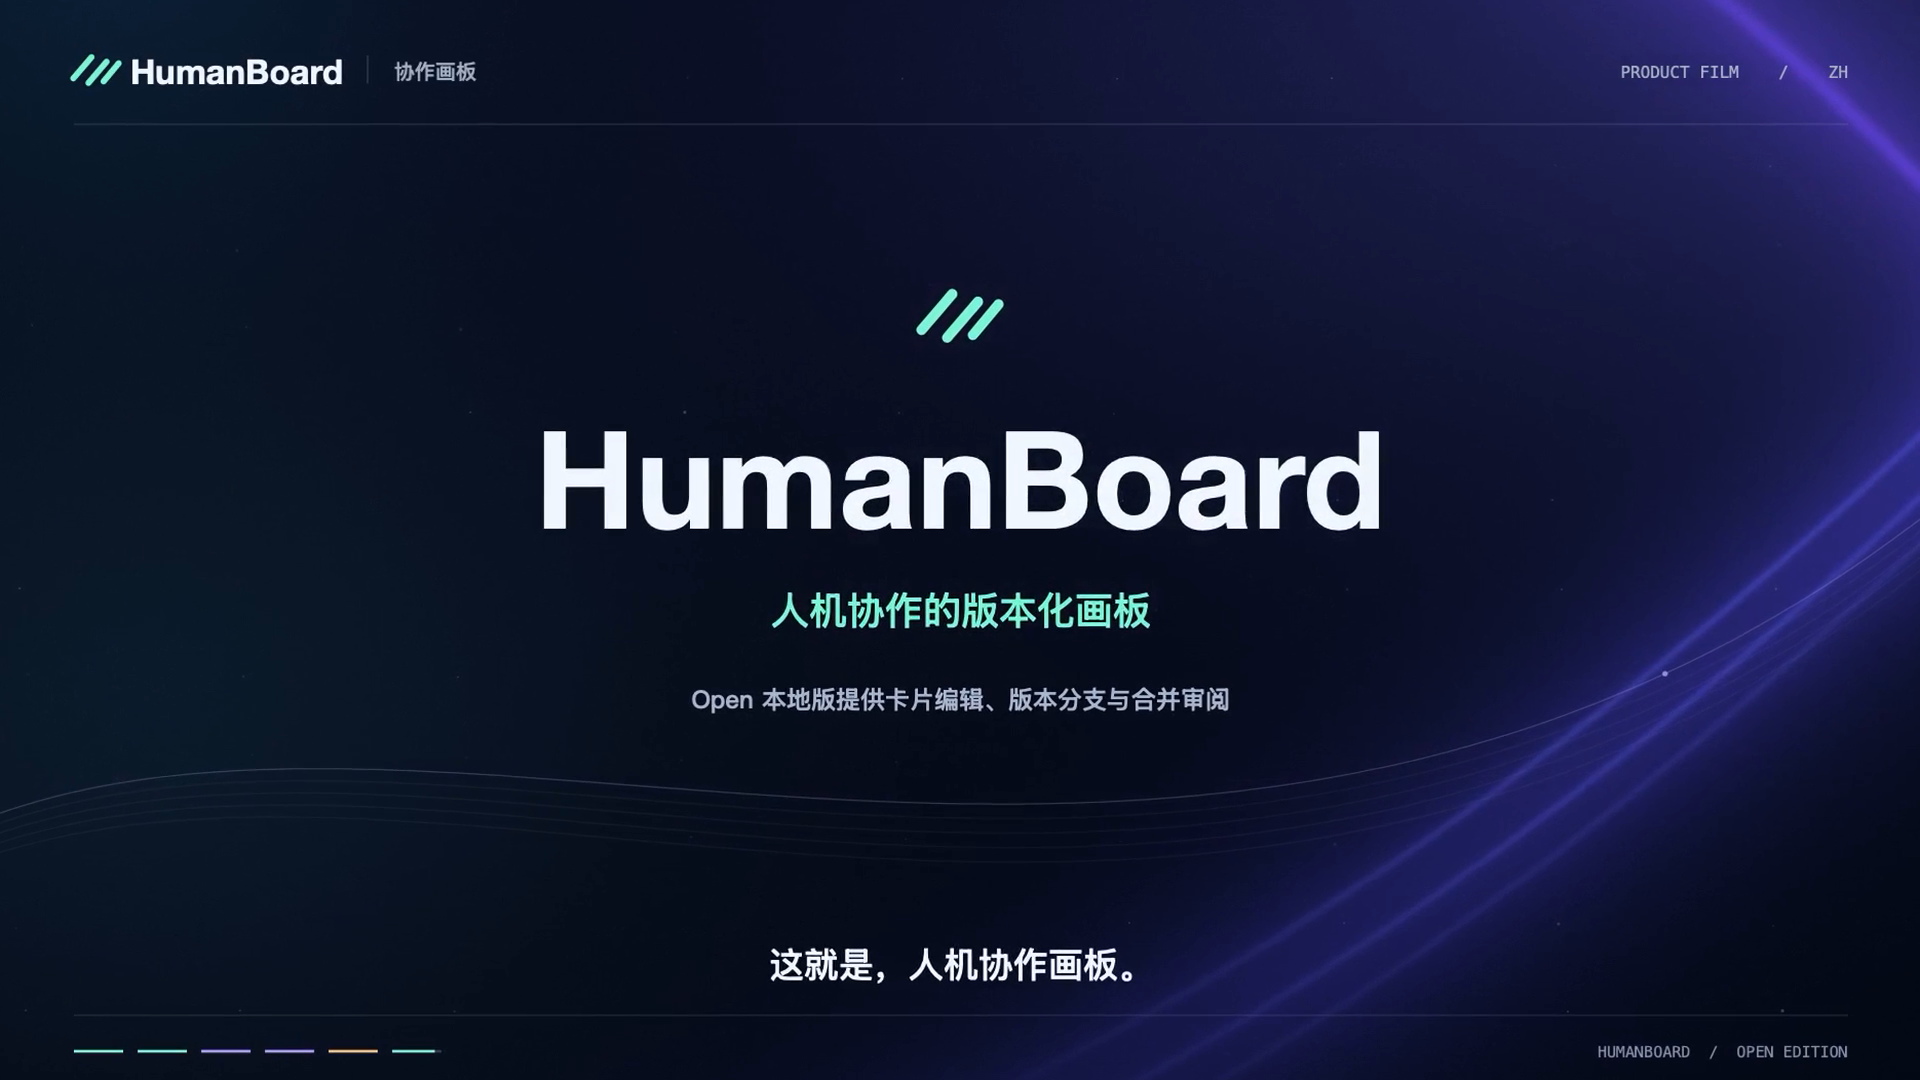 HumanBoard 协作画板
PRODUCT FILM / ZH
HumanBoard
人机协作的版本化画板
Open 本地版提供卡片编辑、版本分支与合并审阅
这就是，人机协作画板。
HUMANBOARD / OPEN EDITION